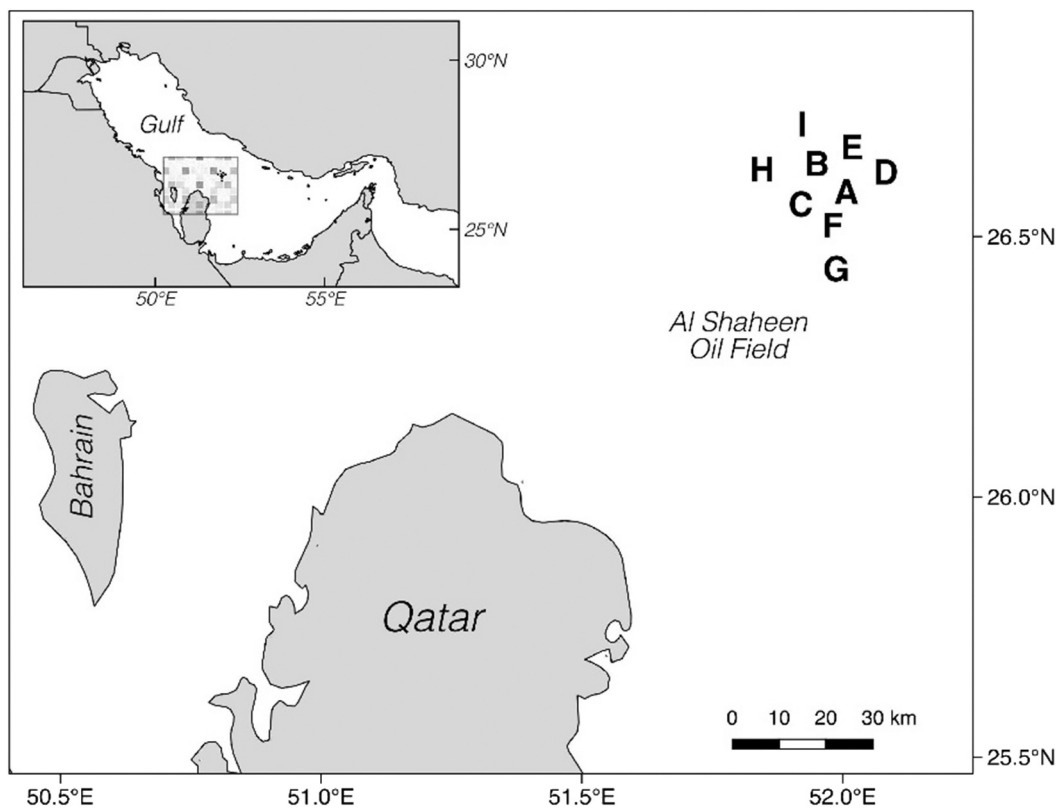 30°N
Gulf
25°N
50°E
55°E
I
E
B
H
D
A
C
F
26.5°N
G
Al Shaheen
Oil Field
Bahrain
26.0°N
Qatar
0 10 20 30 km
25.5°N
50.5°E 51.0°E 51.5°E 52.0°E